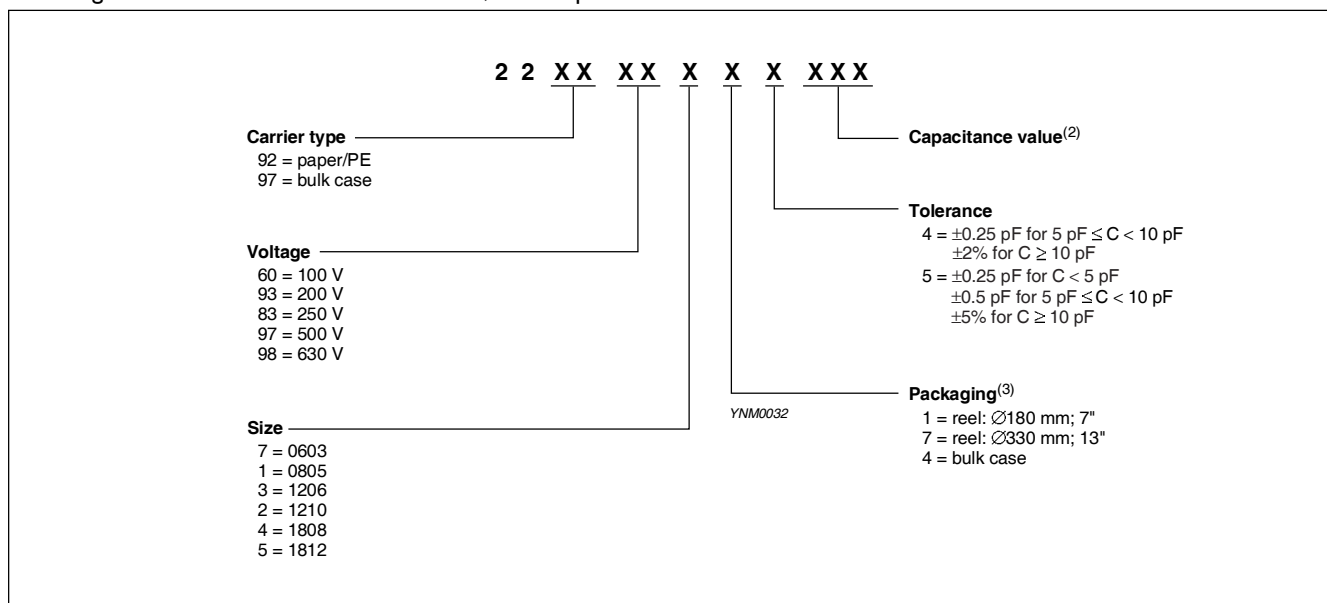 2 2 X X X X X X X X X X
Carrier type
92 = paper/PE
97 = bulk case
Voltage
60 = 100 V
93 = 200 V
83 = 250 V
97 = 500 V
98 = 630 V
Size
7 = 0603
1 = 0805
3 = 1206
2 = 1210
4 = 1808
5 = 1812
Capacitance value(2)
Tolerance
4 = ±0.25 pF for 5 pF ≤ C < 10 pF
±2% for C ≥ 10 pF
5 = ±0.25 pF for C < 5 pF
±0.5 pF for 5 pF ≤ C < 10 pF
±5% for C ≥ 10 pF
Packaging(3)
1 = reel: ∅180 mm; 7"
7 = reel: ∅330 mm; 13"
4 = bulk case
YNM0032